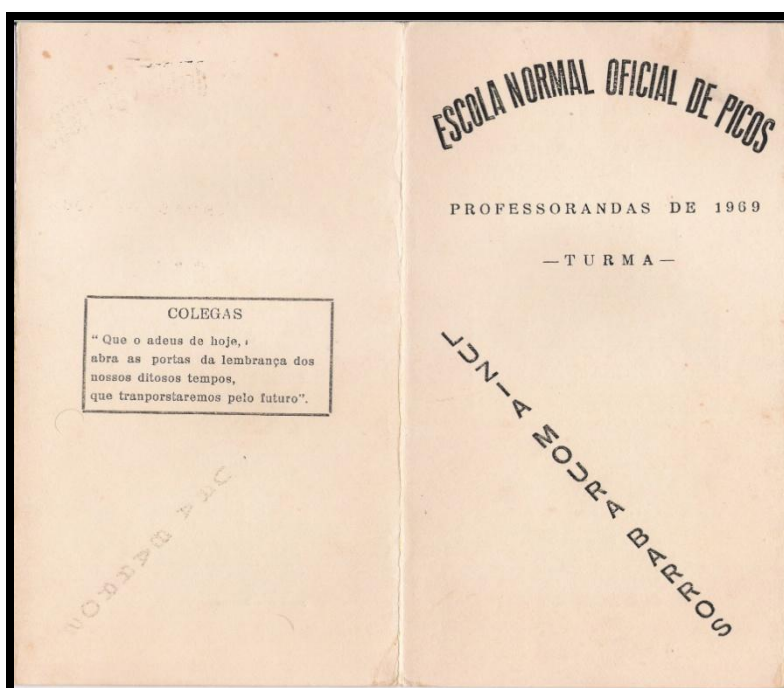 COLEGAS
“ Que o adeus de hoje,
abra as portas da lembrança dos
nossos ditosos tempos,
que tranporstaremos pelo futuro”.
ESCOLA NORMAL OFICIAL DE PICOS
PROFESSORANDAS DE 1969
— TURMA —
LUZIA MOURA BARROS